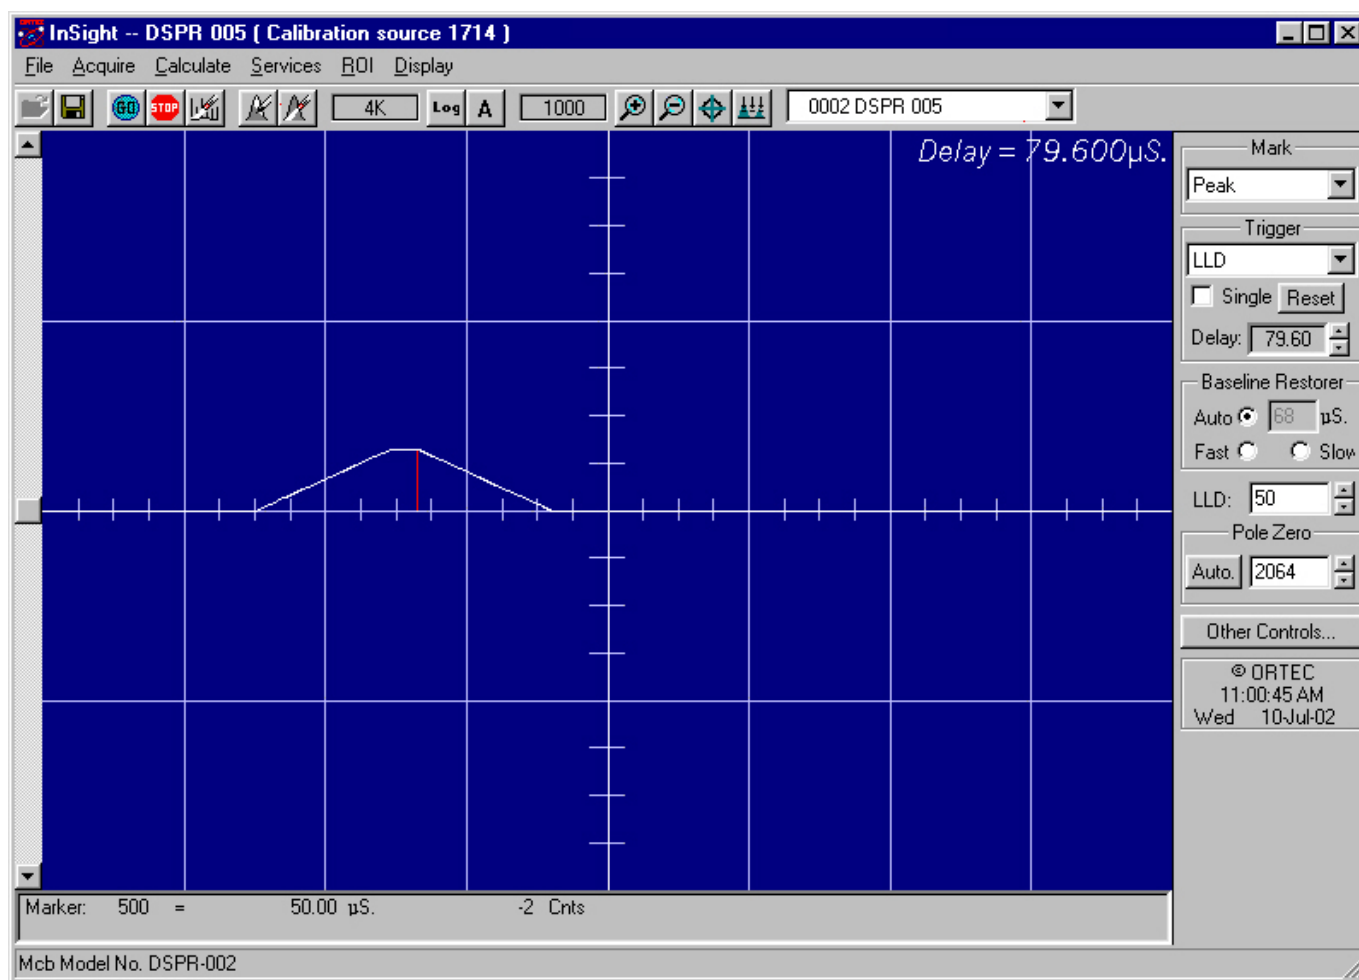 InSight -- DSPR 005 ( Calibration source 1714 )
File Acquire Calculate Services ROI Display
GO STOP 4K Log A 1000 0002 DSPR 005
Delay = 79.600µS.
Mark
Peak
Trigger
LLD
Single Reset
Delay: 79.60
Baseline Restorer
Auto 68 µS.
Fast Slow
LLD: 50
Pole Zero
Auto. 2064
Other Controls...
© ORTEC
11:00:45 AM
Wed 10-Jul-02
Marker: 500 = 50.00 µS. -2 Cnts
Mcb Model No. DSPR-002